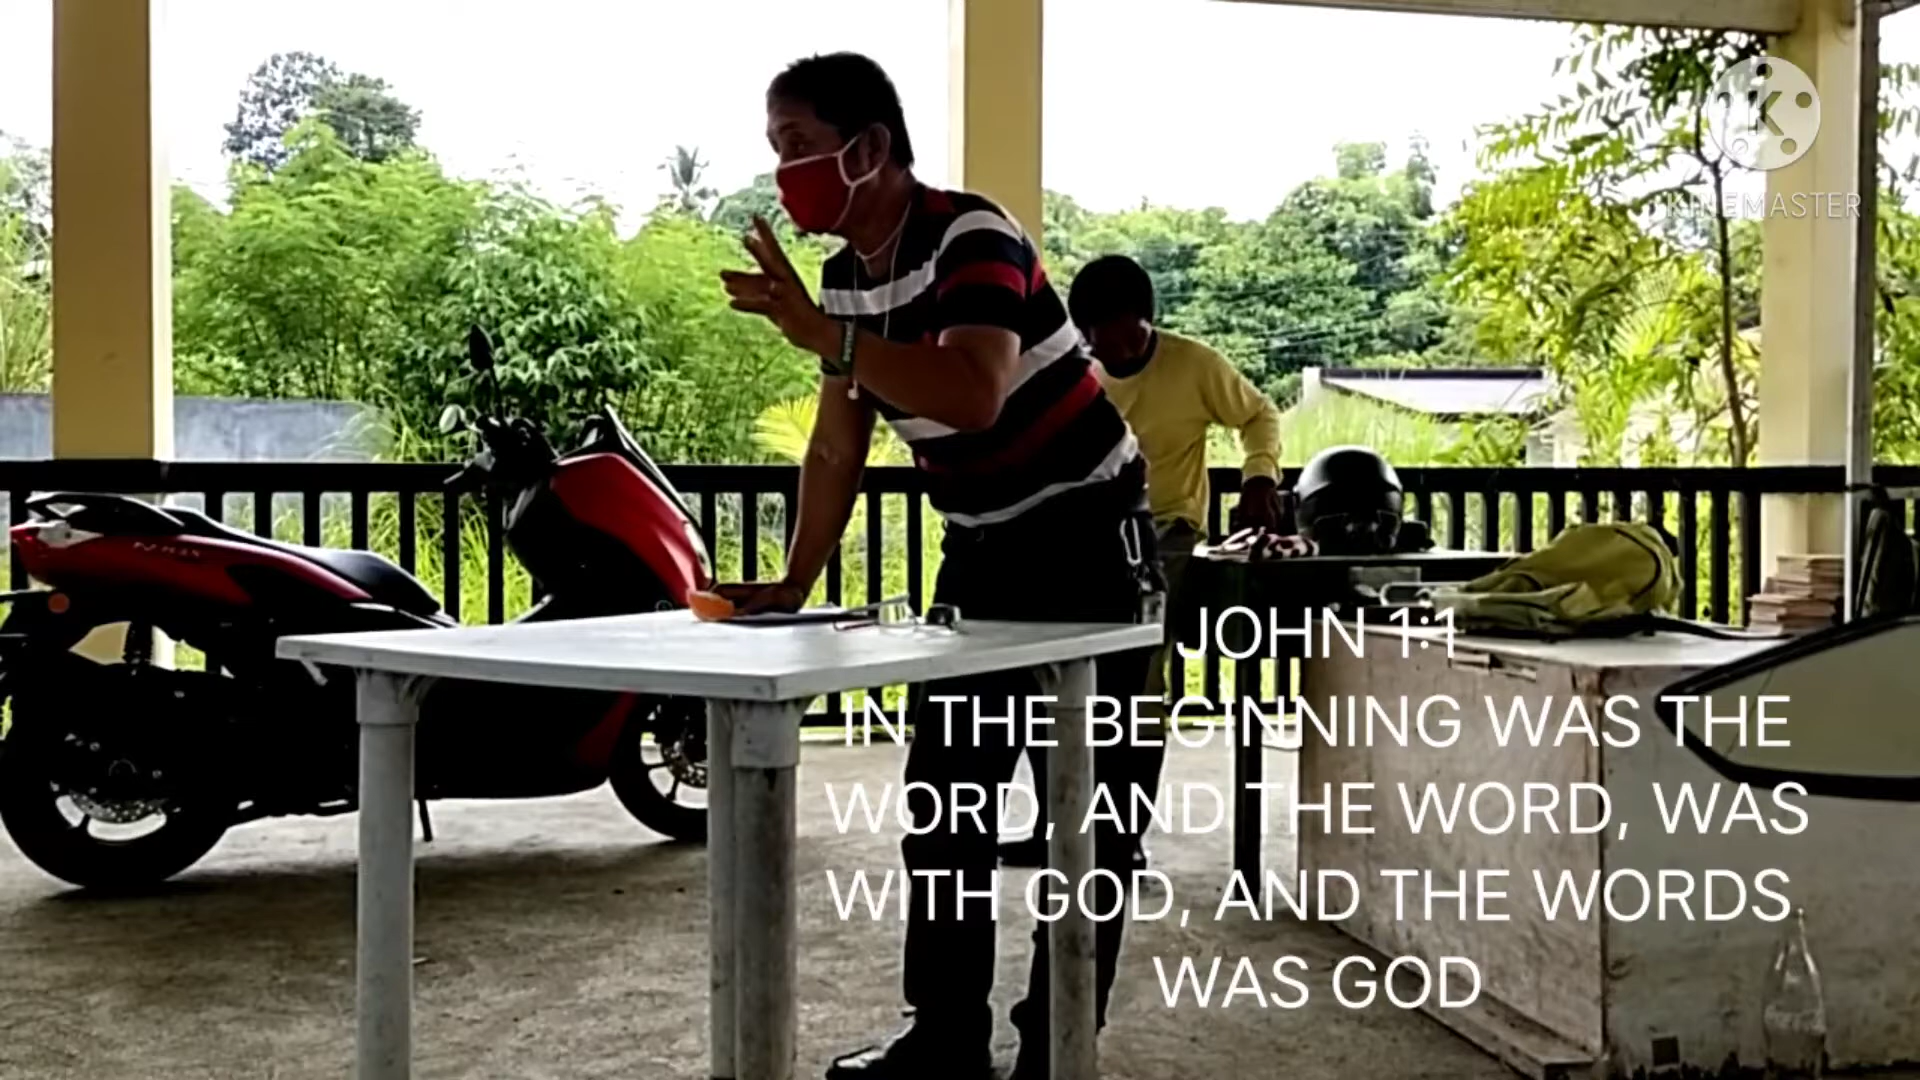 K
KINEMASTER
NMAX
JOHN 1:1
IN THE BEGINNING WAS THE
WORD, AND THE WORD, WAS
WITH GOD, AND THE WORDS
WAS GOD